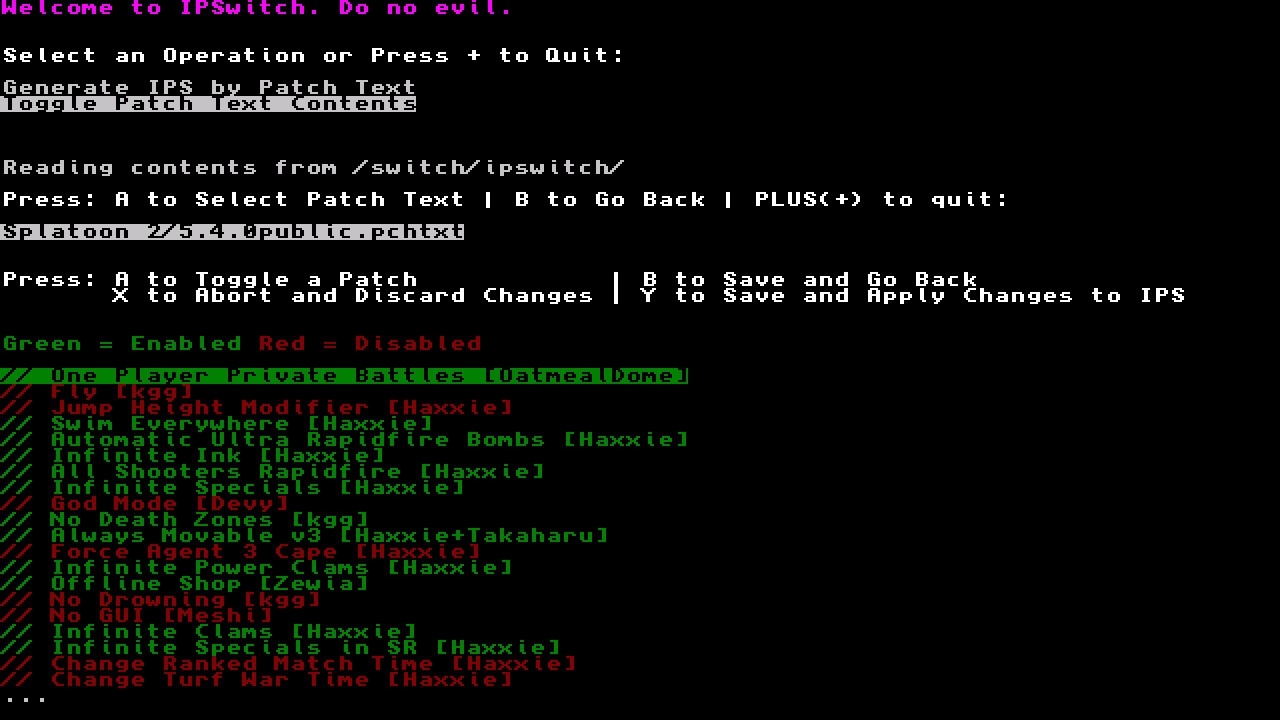 Welcome to IPSwitch. Do no evil.
Select an Operation or Press + to Quit:
Generate IPS by Patch Text
Toggle Patch Text Contents
Reading contents from /switch/ipswitch/
Press: A to Select Patch Text | B to Go Back | PLUS(+) to quit:
Splatoon 2/5.4.0public.pchtxt
Press: A to Toggle a Patch | B to Save and Go Back
X to Abort and Discard Changes | Y to Save and Apply Changes to IPS
Green = Enabled Red = Disabled
// One Player Private Battles [OatmealDome]
// Fly [kgg]
// Jump Height Modifier [Haxxie]
// Swim Everywhere [Haxxie]
// Automatic Ultra Rapidfire Bombs [Haxxie]
// Infinite Ink [Haxxie]
// All Shooters Rapidfire [Haxxie]
// Infinite Specials [Haxxie]
// God Mode [Devy]
// No Death Zones [kgg]
// Always Movable v3 [Haxxie+Takaharu]
// Force Agent 3 Cape [Haxxie]
// Infinite Power Clams [Haxxie]
// Offline Shop [Zewia]
// No Drowning [kgg]
// No GUI [Meshi]
// Infinite Clams [Haxxie]
// Infinite Specials in SR [Haxxie]
// Change Ranked Match Time [Haxxie]
// Change Turf War Time [Haxxie]
...